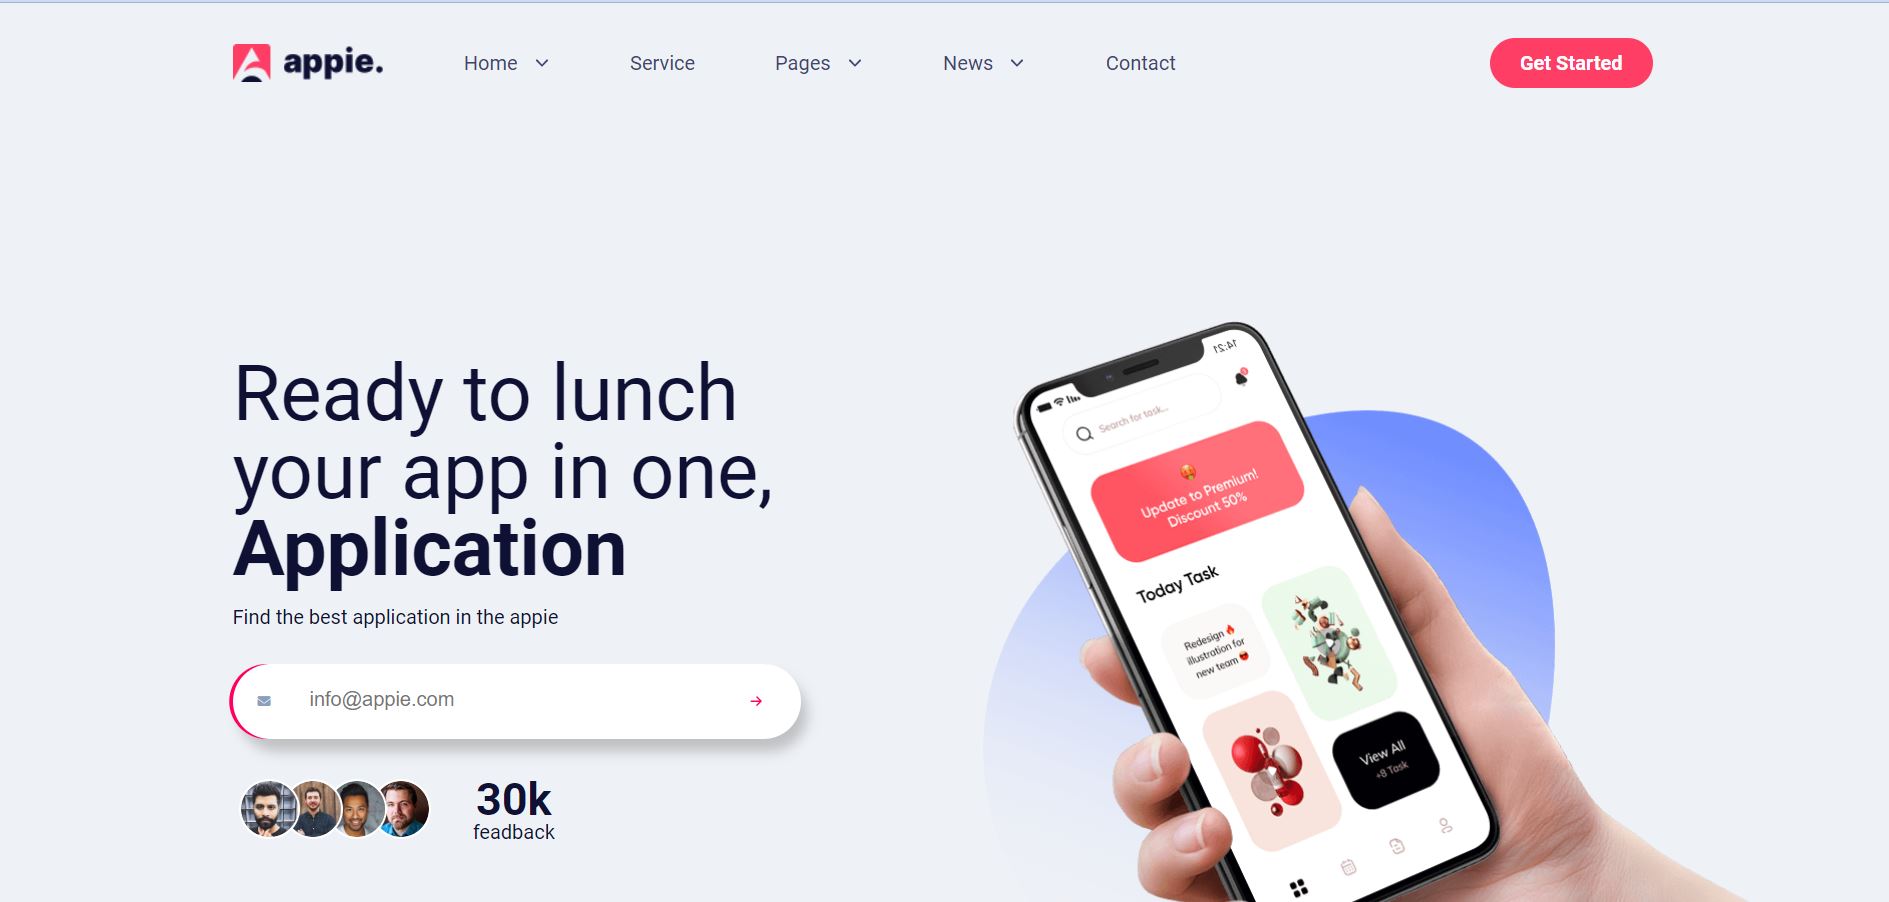 appie.
Home
Service
Pages
News
Contact
Get Started
Ready to lunch
your app in one,
Application
Find the best application in the appie
info@appie.com
30k
feadback
14:21
Search for task...
Update to Premium!
Discount 50%
Today Task
Redesign
illustration for
new team
View All
+8 Task